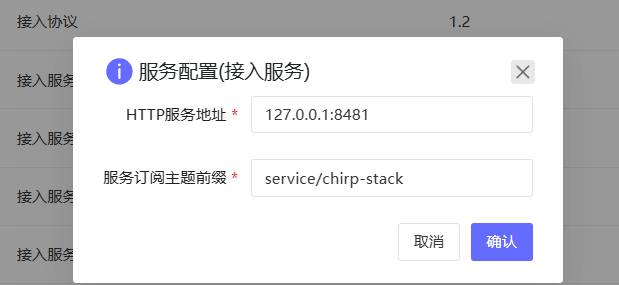 接入协议 1.2
服务配置(接入服务)
接入服务
HTTP服务地址 * 127.0.0.1:8481
接入服务
服务订阅主题前缀 * service/chirp-stack
接入服务
取消 确认
接入服务